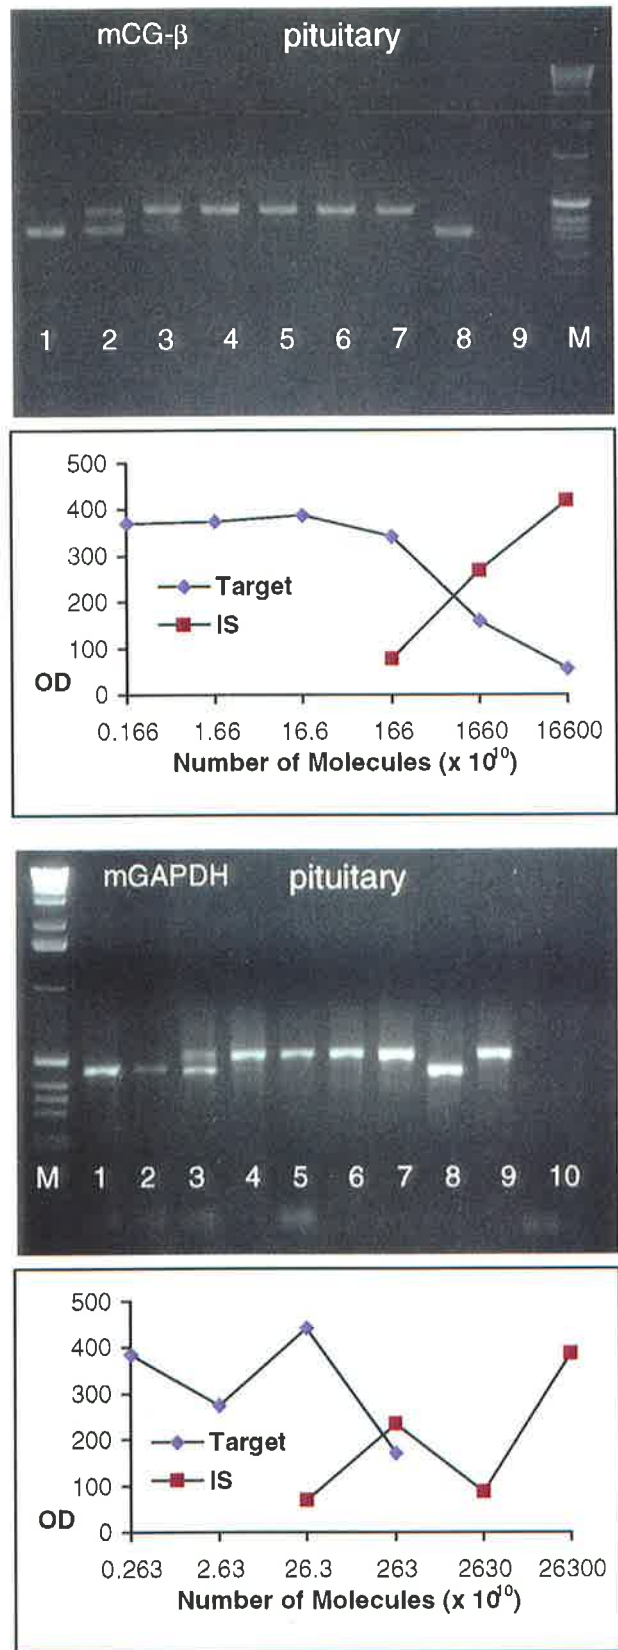 mCG-β pituitary
1 2 3 4 5 6 7 8 9 M
500
400
300
200
100
0
OD
Target
IS
0.166 1.66 16.6 166 1660 16600
Number of Molecules (x 10¹⁰)
mGAPDH pituitary
M 1 2 3 4 5 6 7 8 9 10
500
400
300
200
100
0
OD
Target
IS
0.263 2.63 26.3 263 2630 26300
Number of Molecules (x 10¹⁰)